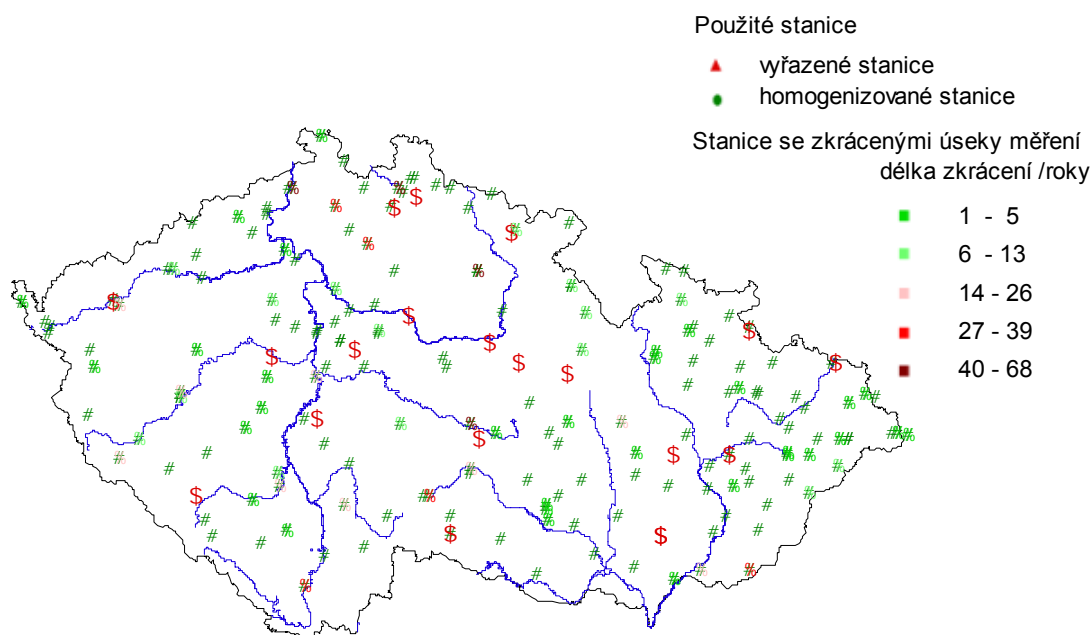 Použité stanice
vyřazené stanice
homogenizované stanice
Stanice se zkrácenými úseky měření
délka zkrácení /roky
1 - 5
6 - 13
14 - 26
27 - 39
40 - 68